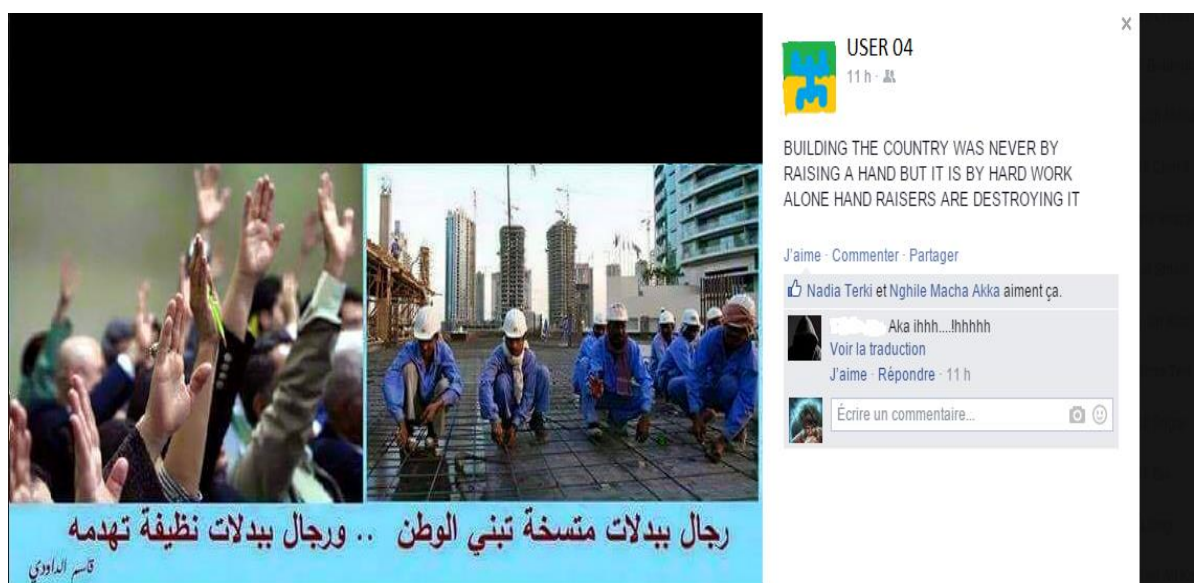 رجال ببدلات متسخة تبني الوطن .. ورجال ببدلات نظيفة تهدمه
قاسم الداودي
USER 04
11 h ·
BUILDING THE COUNTRY WAS NEVER BY
RAISING A HAND BUT IT IS BY HARD WORK
ALONE HAND RAISERS ARE DESTROYING IT
J'aime · Commenter · Partager
Nadia Terki et Nghile Macha Akka aiment ça.
Aka ihhh....!hhhhh
Voir la traduction
J'aime · Répondre · 11 h
Écrire un commentaire...